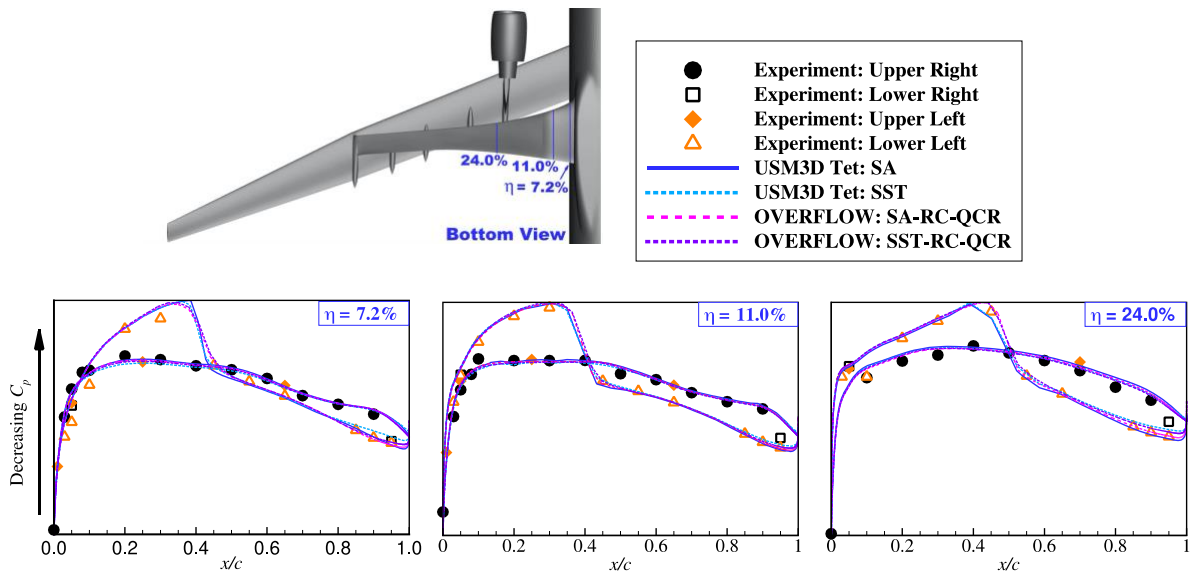 24.0%
11.0%
η = 7.2%
Bottom View
Experiment: Upper Right
Experiment: Lower Right
Experiment: Upper Left
Experiment: Lower Left
USM3D Tet: SA
USM3D Tet: SST
OVERFLOW: SA-RC-QCR
OVERFLOW: SST-RC-QCR
Decreasing Cp
η = 7.2%
0.0 0.2 0.4 0.6 0.8 1.0
x/c
η = 11.0%
0 0.2 0.4 0.6 0.8 1
x/c
η = 24.0%
0 0.2 0.4 0.6 0.8 1
x/c